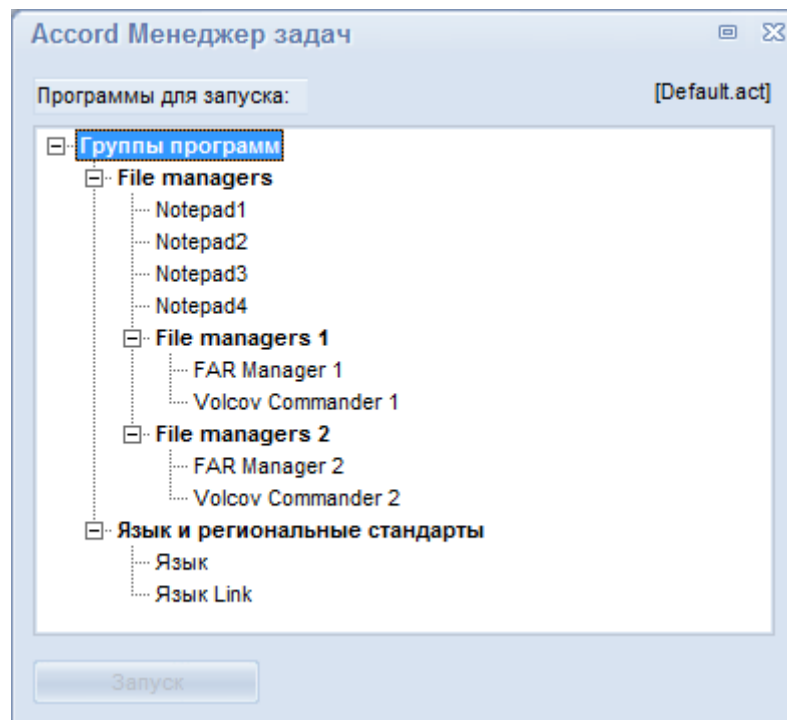 Accord Менеджер задач
Программы для запуска: [Default.act]
Группы программ
File managers
Notepad1
Notepad2
Notepad3
Notepad4
File managers 1
FAR Manager 1
Volcov Commander 1
File managers 2
FAR Manager 2
Volcov Commander 2
Язык и региональные стандарты
Язык
Язык Link
Запуск